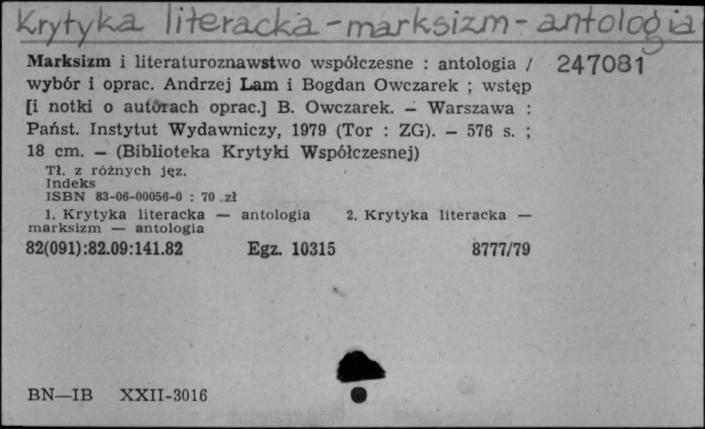 Krytyka literacka - marksizm - antologia
Marksizm i literaturoznawstwo współczesne : antologia / 247081
wybór i oprac. Andrzej Lam i Bogdan Owczarek ; wstęp
[i notki o autorach oprac.] B. Owczarek. — Warszawa :
Państ. Instytut Wydawniczy, 1979 (Tor : ZG). — 576 s. ;
18 cm. — (Biblioteka Krytyki Współczesnej)
Tł. z różnych jęz.
Indeks
ISBN 83-06-00056-0 : 70 zł
1. Krytyka literacka — antologia 2. Krytyka literacka —
marksizm — antologia
82(091):82.09:141.82 Egz. 10315 8777/79
BN—IB XXII-3016